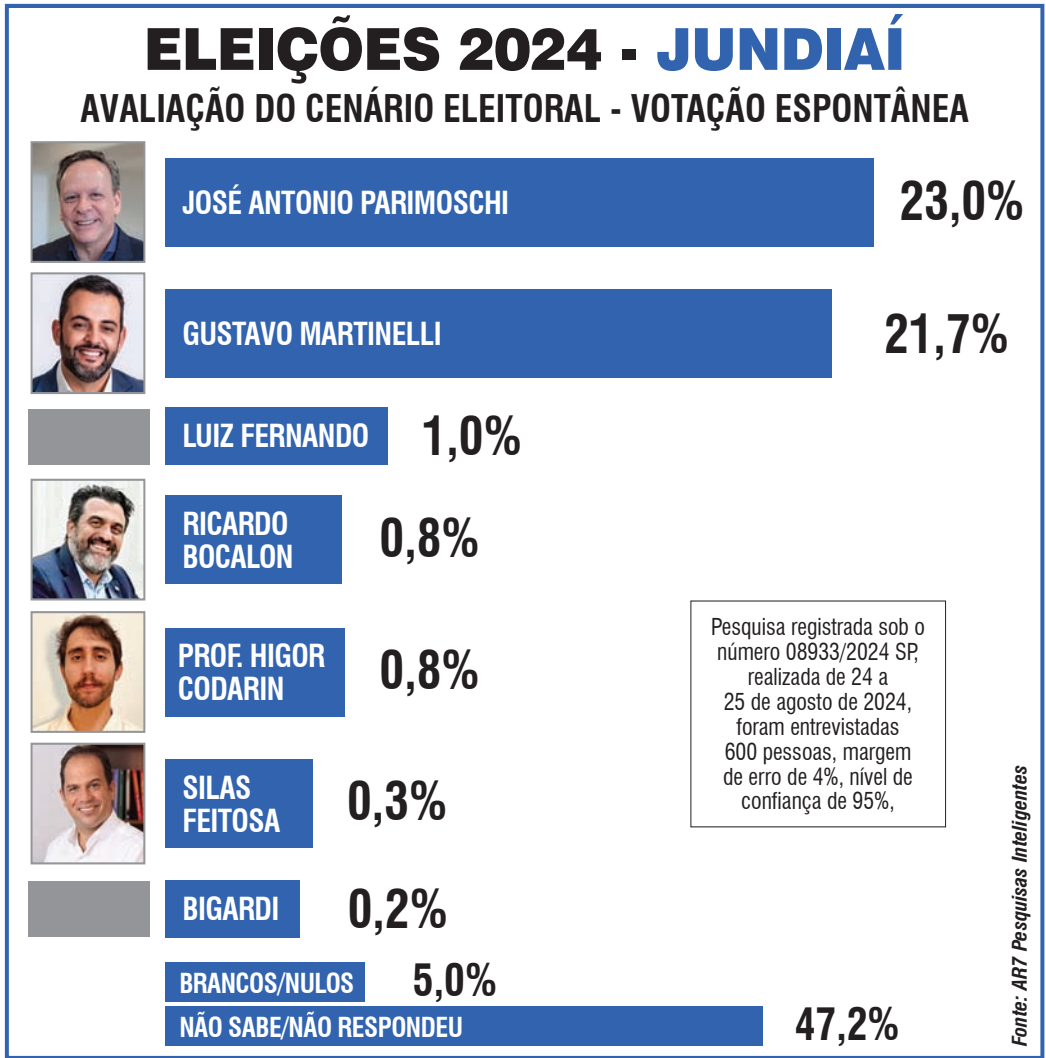 ELEIÇÕES 2024 - JUNDIAÍ
AVALIAÇÃO DO CENÁRIO ELEITORAL - VOTAÇÃO ESPONTÂNEA
JOSÉ ANTONIO PARIMOSCHI
23,0%
GUSTAVO MARTINELLI
21,7%
LUIZ FERNANDO
1,0%
RICARDO
BOCALON
0,8%
PROF. HIGOR
CODARIN
0,8%
SILAS
FEITOSA
0,3%
BIGARDI
0,2%
BRANCOS/NULOS
5,0%
NÃO SABE/NÃO RESPONDEU
47,2%
Pesquisa registrada sob o
número 08933/2024 SP,
realizada de 24 a
25 de agosto de 2024,
foram entrevistadas
600 pessoas, margem
de erro de 4%, nível de
confiança de 95%,
Fonte: AR7 Pesquisas Inteligentes